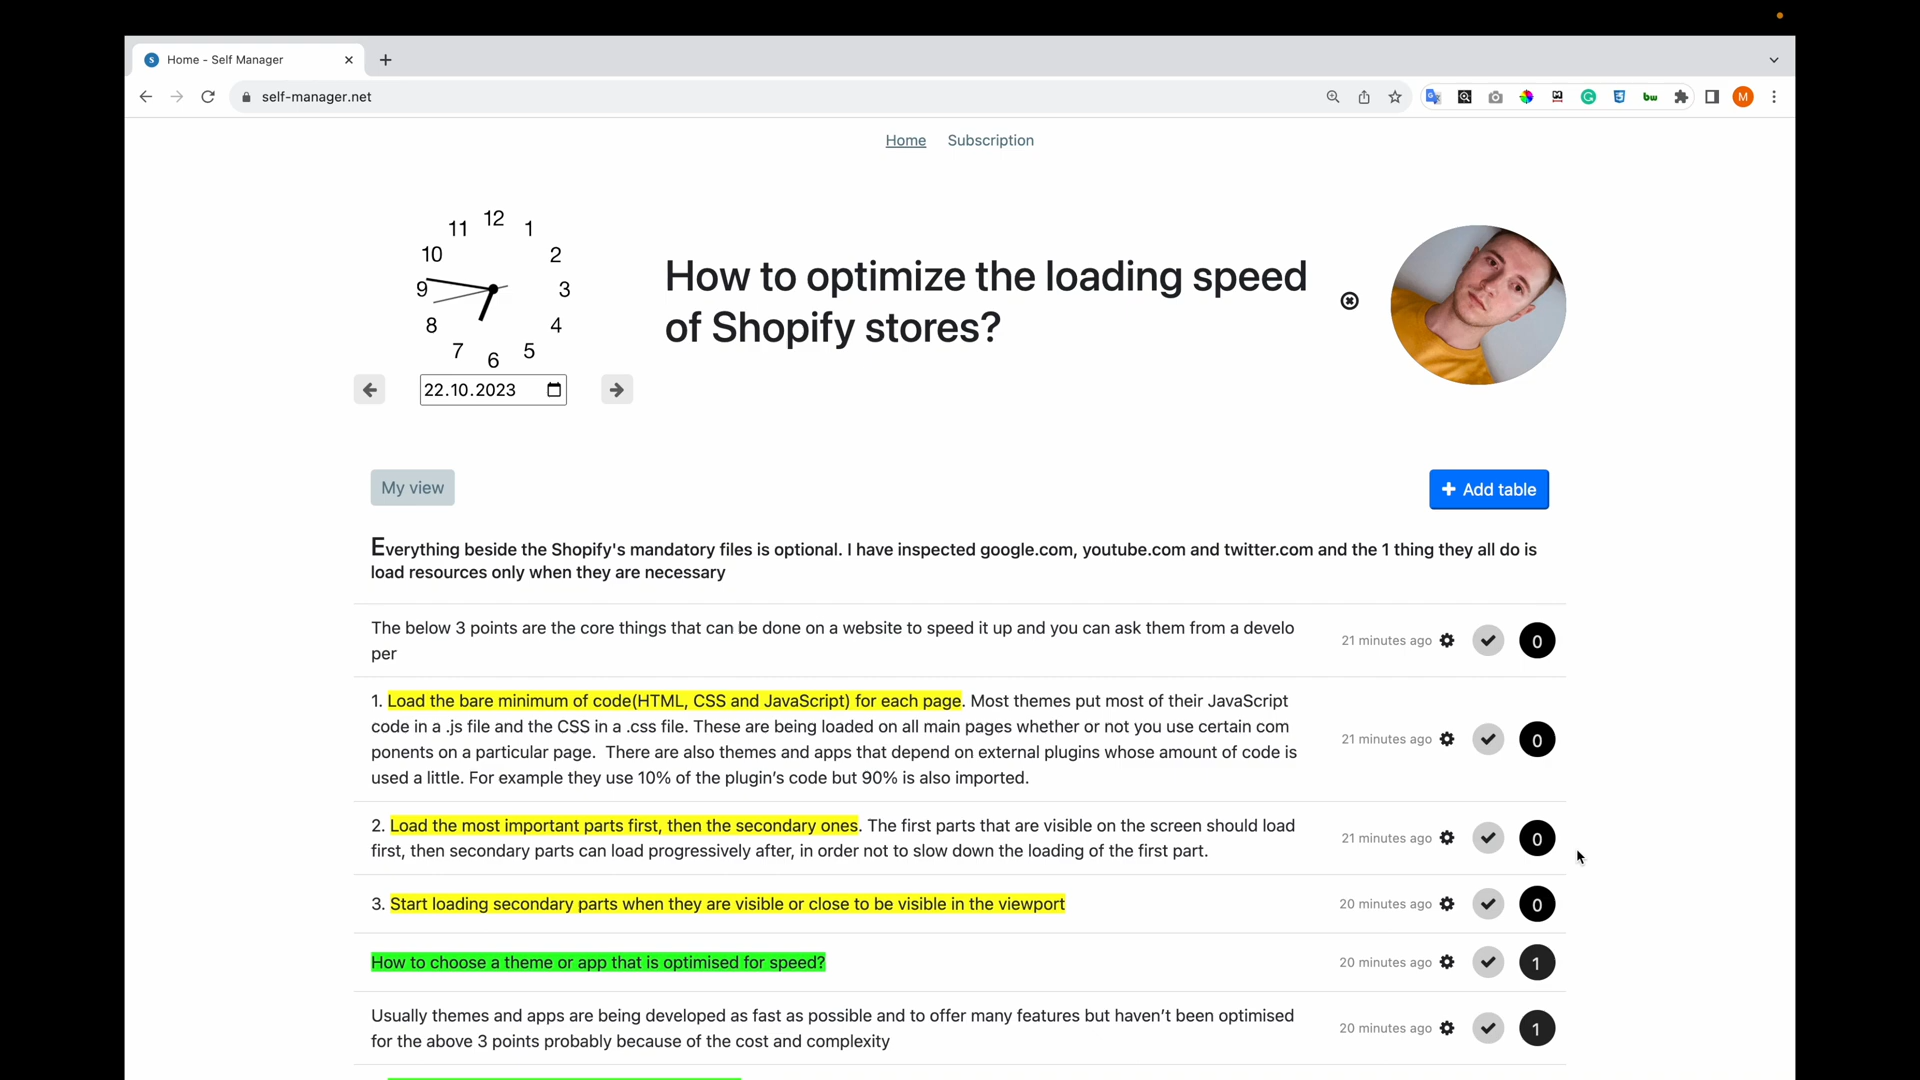 Home - Self Manager
self-manager.net
M
Home Subscription
12
11 1
10 2
9 3
8 4
7 5
6
How to optimize the loading speed
of Shopify stores?
22.10.2023
My view
Add table
Everything beside the Shopify's mandatory files is optional. I have inspected google.com, youtube.com and twitter.com and the 1 thing they all do is
load resources only when they are necessary
The below 3 points are the core things that can be done on a website to speed it up and you can ask them from a develo
per
21 minutes ago 0
1. Load the bare minimum of code(HTML, CSS and JavaScript) for each page. Most themes put most of their JavaScript
code in a .js file and the CSS in a .css file. These are being loaded on all main pages whether or not you use certain com
ponents on a particular page. There are also themes and apps that depend on external plugins whose amount of code is
used a little. For example they use 10% of the plugin’s code but 90% is also imported.
21 minutes ago 0
2. Load the most important parts first, then the secondary ones. The first parts that are visible on the screen should load
first, then secondary parts can load progressively after, in order not to slow down the loading of the first part.
21 minutes ago 0
3. Start loading secondary parts when they are visible or close to be visible in the viewport
20 minutes ago 0
How to choose a theme or app that is optimised for speed?
20 minutes ago 1
Usually themes and apps are being developed as fast as possible and to offer many features but haven’t been optimised
for the above 3 points probably because of the cost and complexity
20 minutes ago 1